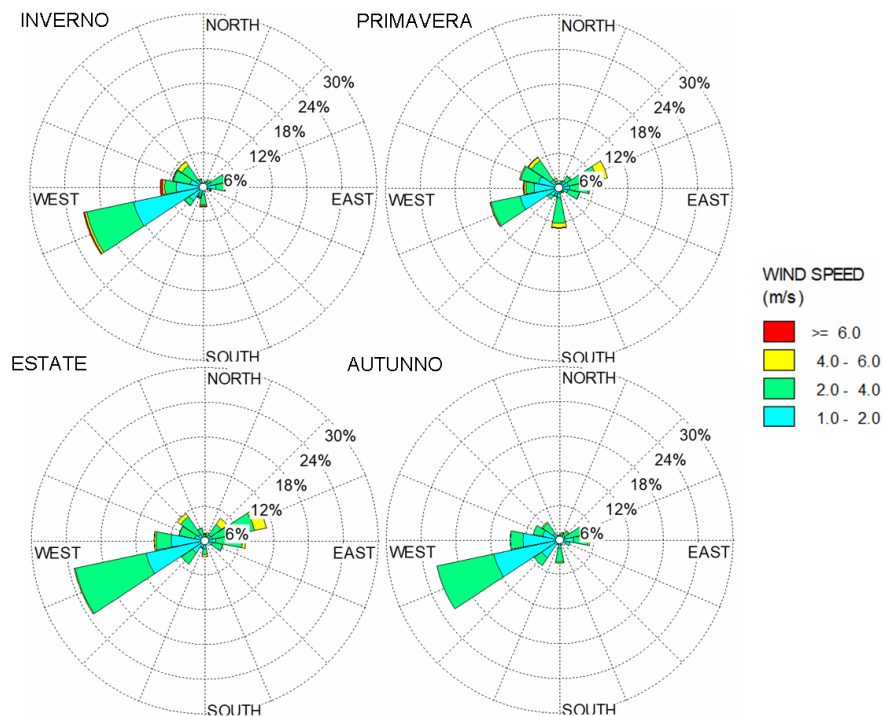 INVERNO
NORTH
30%
24%
18%
12%
6%
WEST
EAST
SOUTH
PRIMAVERA
NORTH
30%
24%
18%
12%
6%
WEST
EAST
SOUTH
ESTATE
NORTH
30%
24%
18%
12%
6%
WEST
EAST
SOUTH
AUTUNNO
NORTH
30%
24%
18%
12%
6%
WEST
EAST
SOUTH
WIND SPEED
(m/s)
>= 6.0
4.0 - 6.0
2.0 - 4.0
1.0 - 2.0